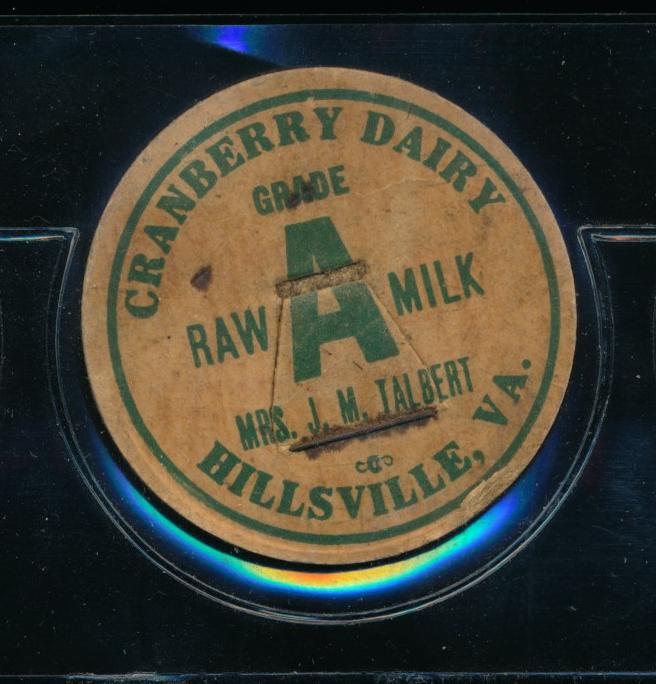 CRANBERRY DAIRY
GRADE
A
RAW MILK
MRS. J. M. TALBERT
HILLSVILLE, VA.